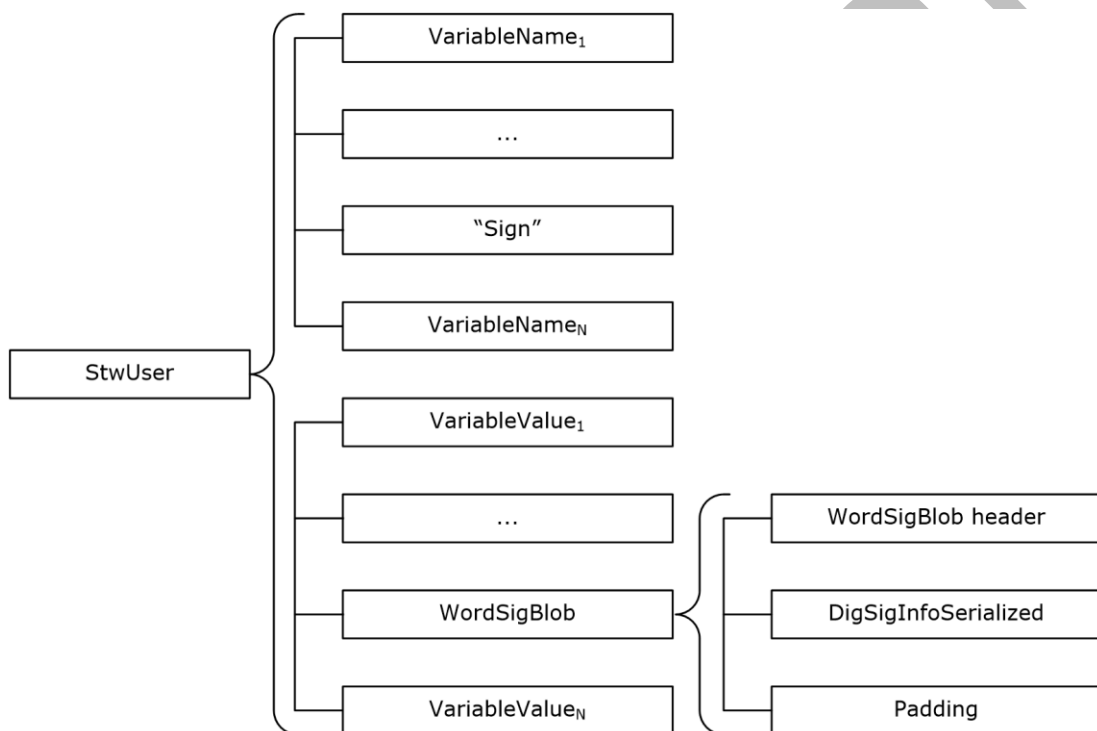 VariableName₁
...
“Sign”
VariableNameN
StwUser
VariableValue₁
...
WordSigBlob
VariableValueN
WordSigBlob header
DigSigInfoSerialized
Padding